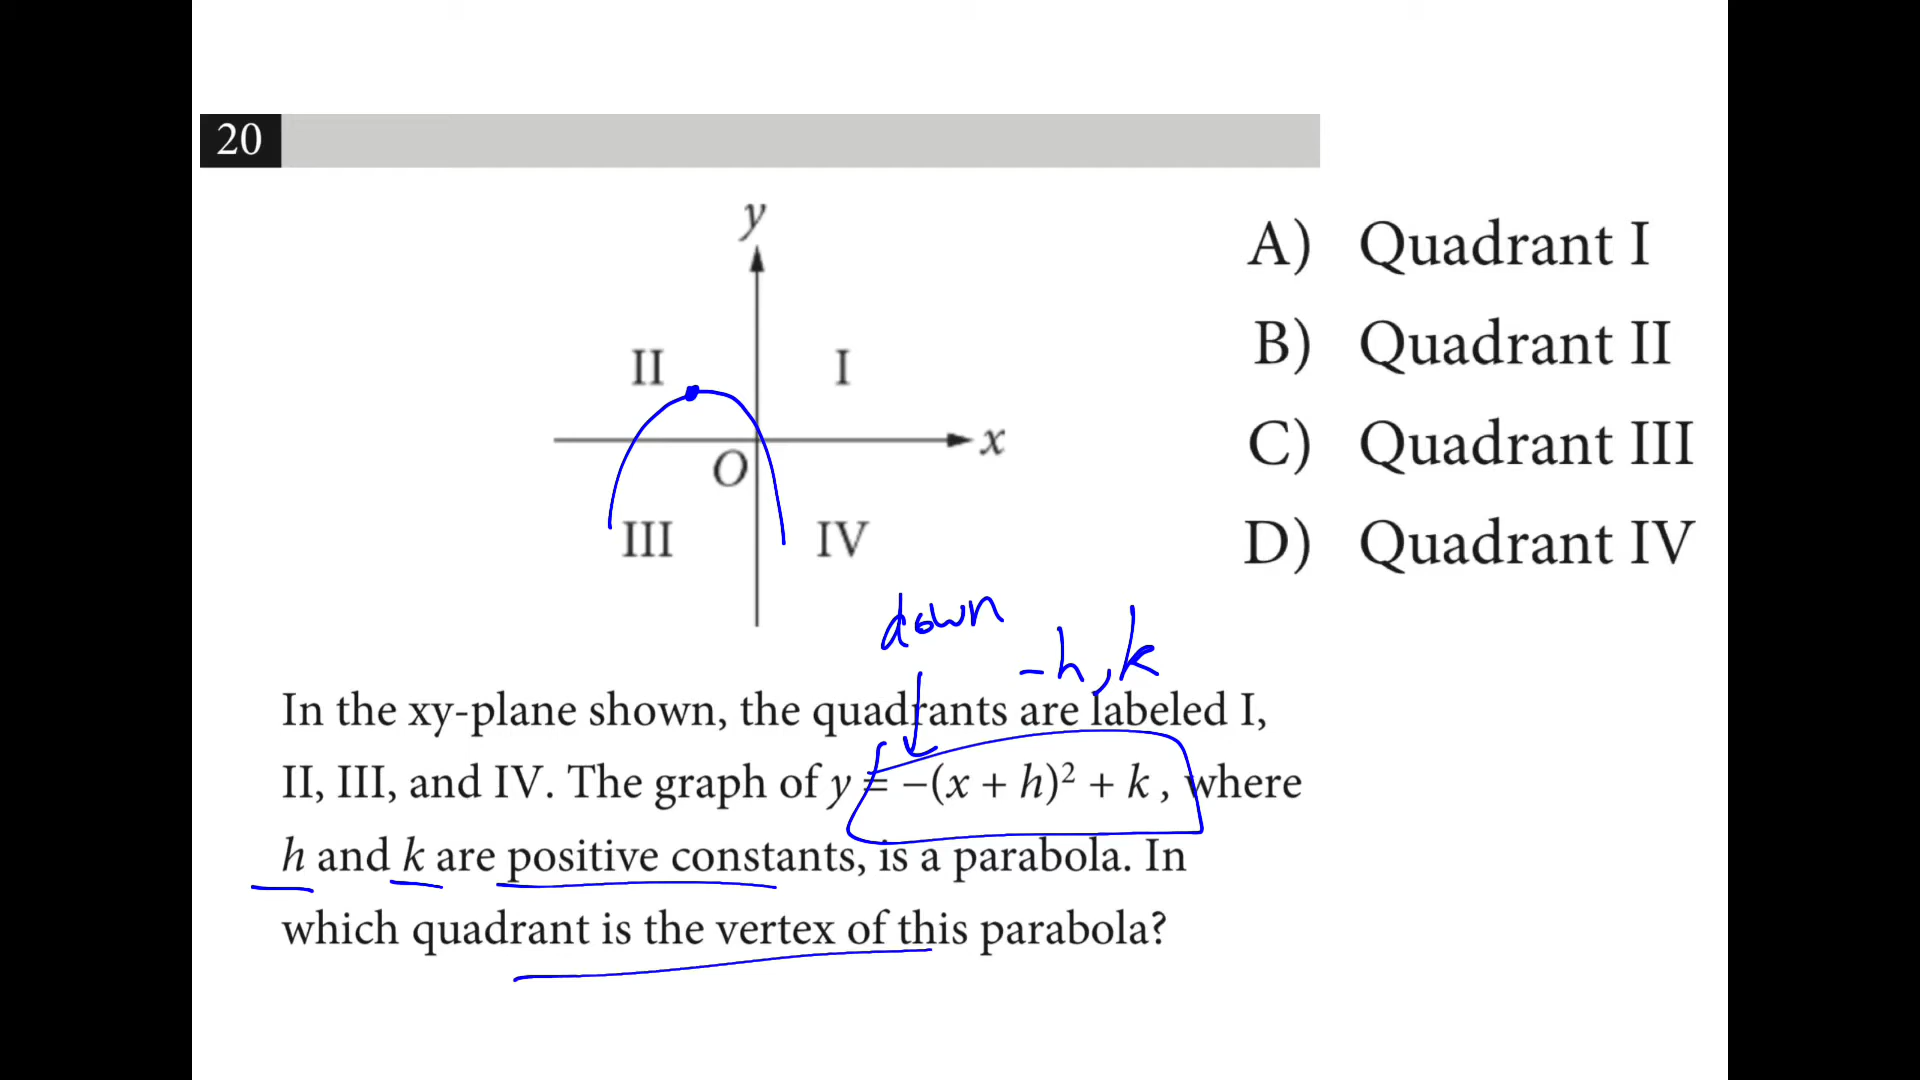 20
y
A) Quadrant I
B) Quadrant II
C) Quadrant III
D) Quadrant IV
II I
x
O
III IV
down
-h, k
In the xy-plane shown, the quadrants are labeled I,
II, III, and IV. The graph of y = −(x + h)² + k , where
h and k are positive constants, is a parabola. In
which quadrant is the vertex of this parabola?